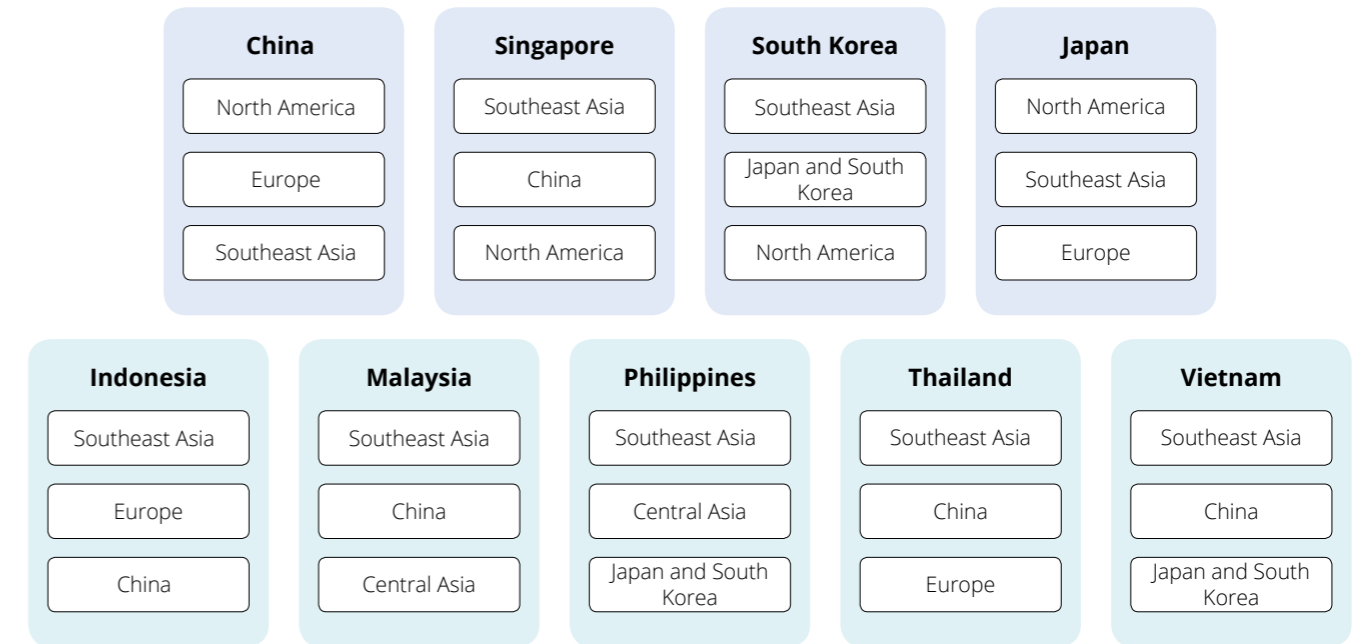 China
North America
Europe
Southeast Asia
Singapore
Southeast Asia
China
North America
South Korea
Southeast Asia
Japan and South
Korea
North America
Japan
North America
Southeast Asia
Europe
Indonesia
Southeast Asia
Europe
China
Malaysia
Southeast Asia
China
Central Asia
Philippines
Southeast Asia
Central Asia
Japan and South
Korea
Thailand
Southeast Asia
China
Europe
Vietnam
Southeast Asia
China
Japan and South
Korea